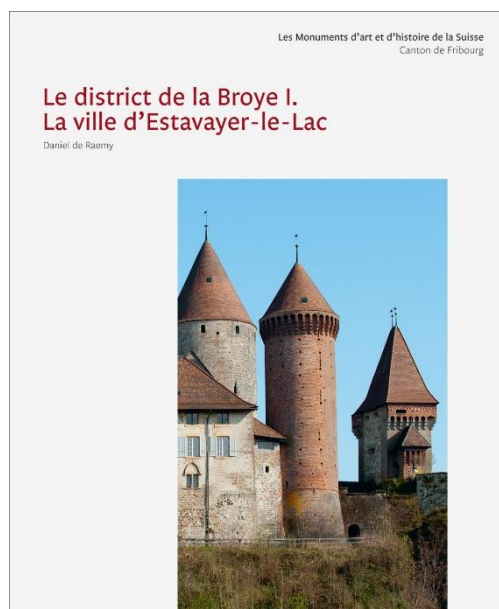 Les Monuments d'art et d'histoire de la Suisse
Canton de Fribourg
Le district de la Broye I.
La ville d'Estavayer-le-Lac
Daniel de Raemy